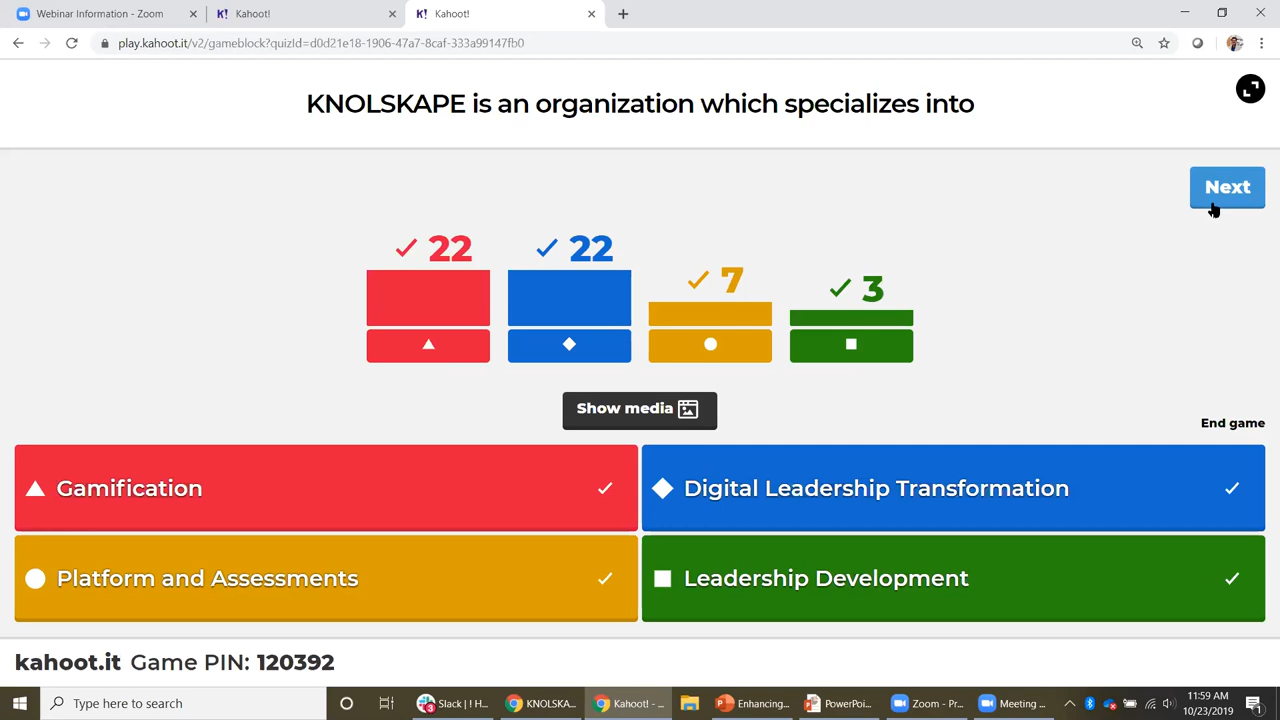 Webinar Information - Zoom
Kahoot!
Kahoot!
play.kahoot.it/v2/gameblock?quizId=d0d21e18-1906-47a7-8caf-333a99147fb0
KNOLSKAPE is an organization which specializes into
Next
22
22
7
3
Show media
End game
Gamification
Digital Leadership Transformation
Platform and Assessments
Leadership Development
kahoot.it Game PIN: 120392
Type here to search
Slack | ! H...
KNOLSKA...
Kahoot! - ...
Enhancing...
PowerPoi...
Zoom - Pr...
Meeting ...
11:59 AM
10/23/2019